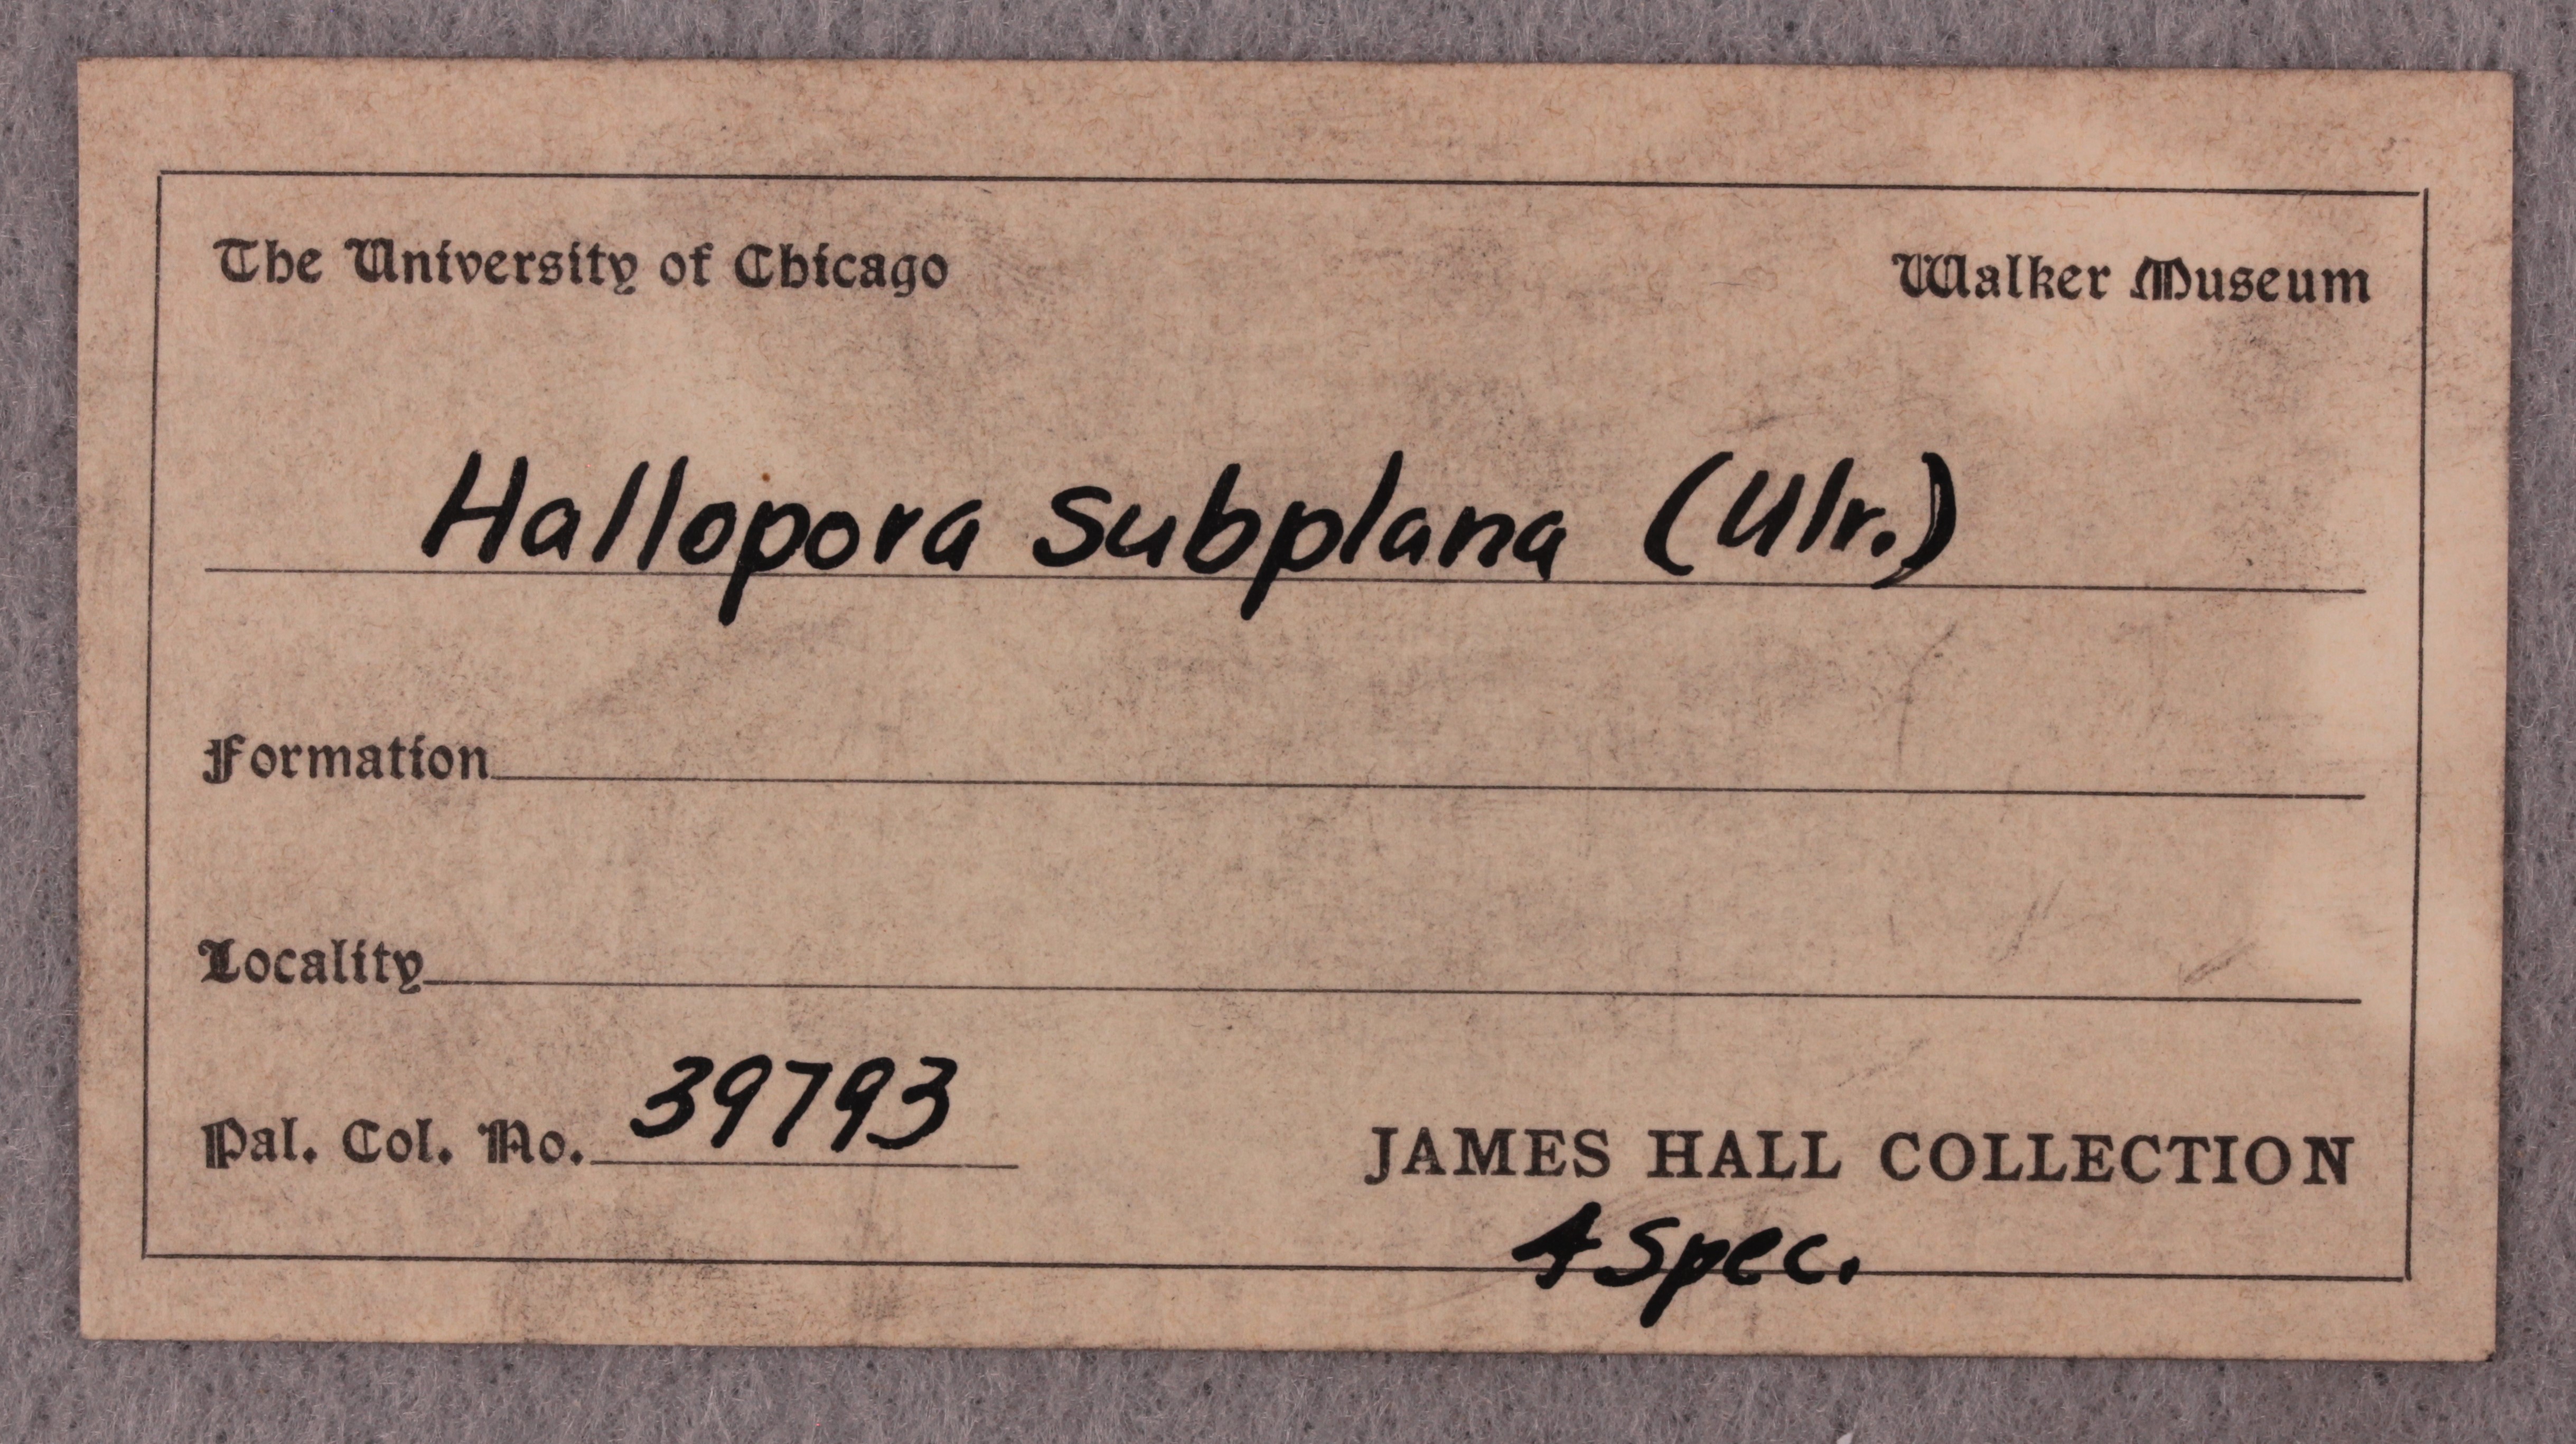 The University of Chicago Walker Museum
Hallopora subplana (Ulr.)
Formation
Locality
Pal. Col. No. 39793 JAMES HALL COLLECTION
4 spec.